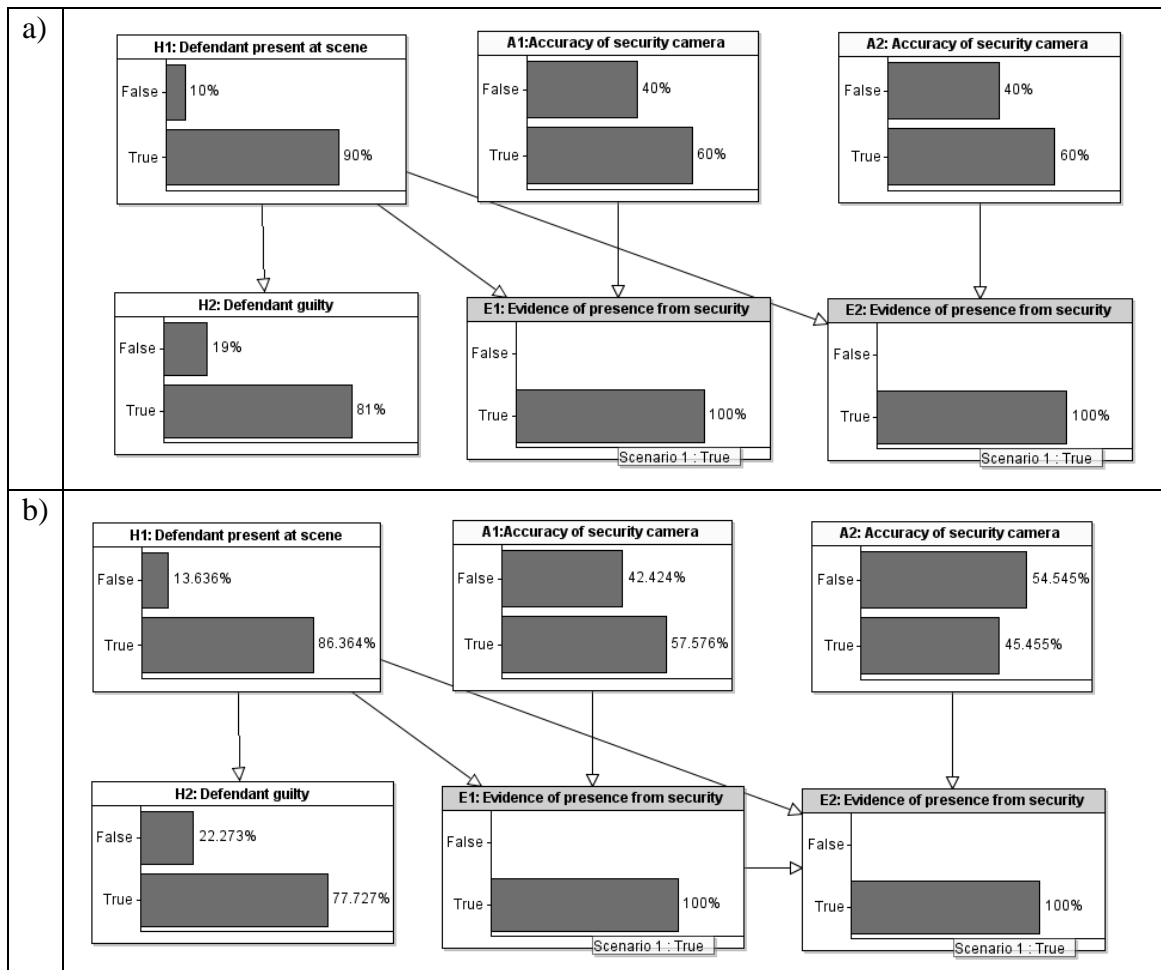 a)
H1: Defendant present at scene
False
10%
True
90%
A1:Accuracy of security camera
False
40%
True
60%
A2: Accuracy of security camera
False
40%
True
60%
H2: Defendant guilty
False
19%
True
81%
E1: Evidence of presence from security
False
True
100%
Scenario 1 : True
E2: Evidence of presence from security
False
True
100%
Scenario 1 : True
b)
H1: Defendant present at scene
False
13.636%
True
86.364%
A1:Accuracy of security camera
False
42.424%
True
57.576%
A2: Accuracy of security camera
False
54.545%
True
45.455%
H2: Defendant guilty
False
22.273%
True
77.727%
E1: Evidence of presence from security
False
True
100%
Scenario 1 : True
E2: Evidence of presence from security
False
True
100%
Scenario 1 : True